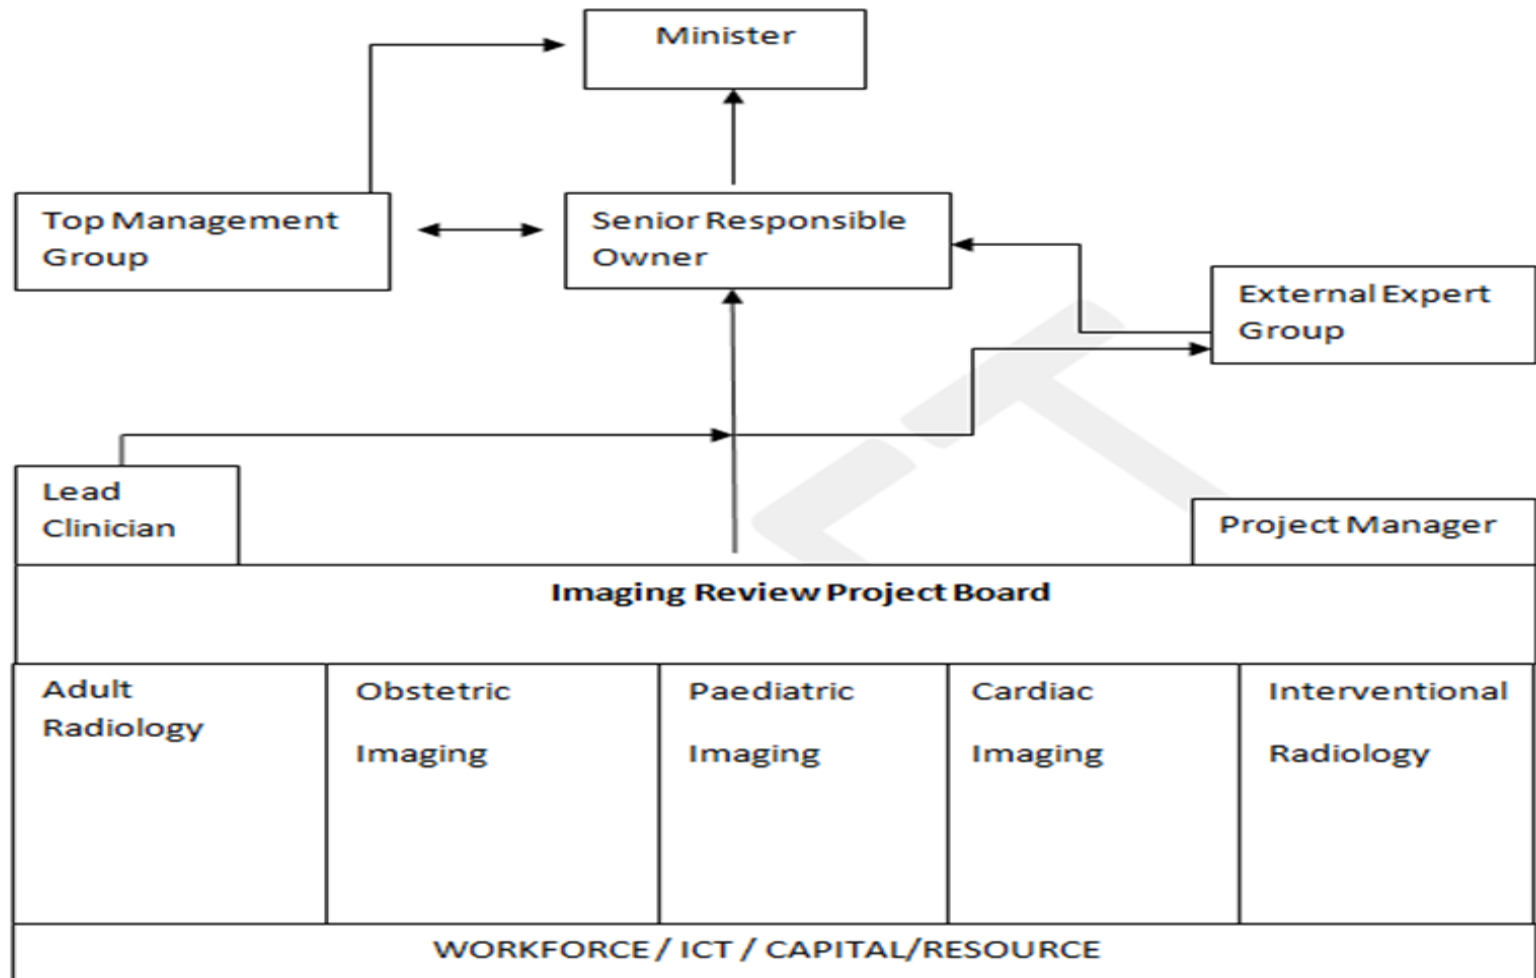 Minister
Top Management
Group
Senior Responsible
Owner
External Expert
Group
Lead
Clinician
Project Manager
Imaging Review Project Board
Adult
Radiology
Obstetric
Imaging
Paediatric
Imaging
Cardiac
Imaging
Interventional
Radiology
WORKFORCE / ICT / CAPITAL/RESOURCE